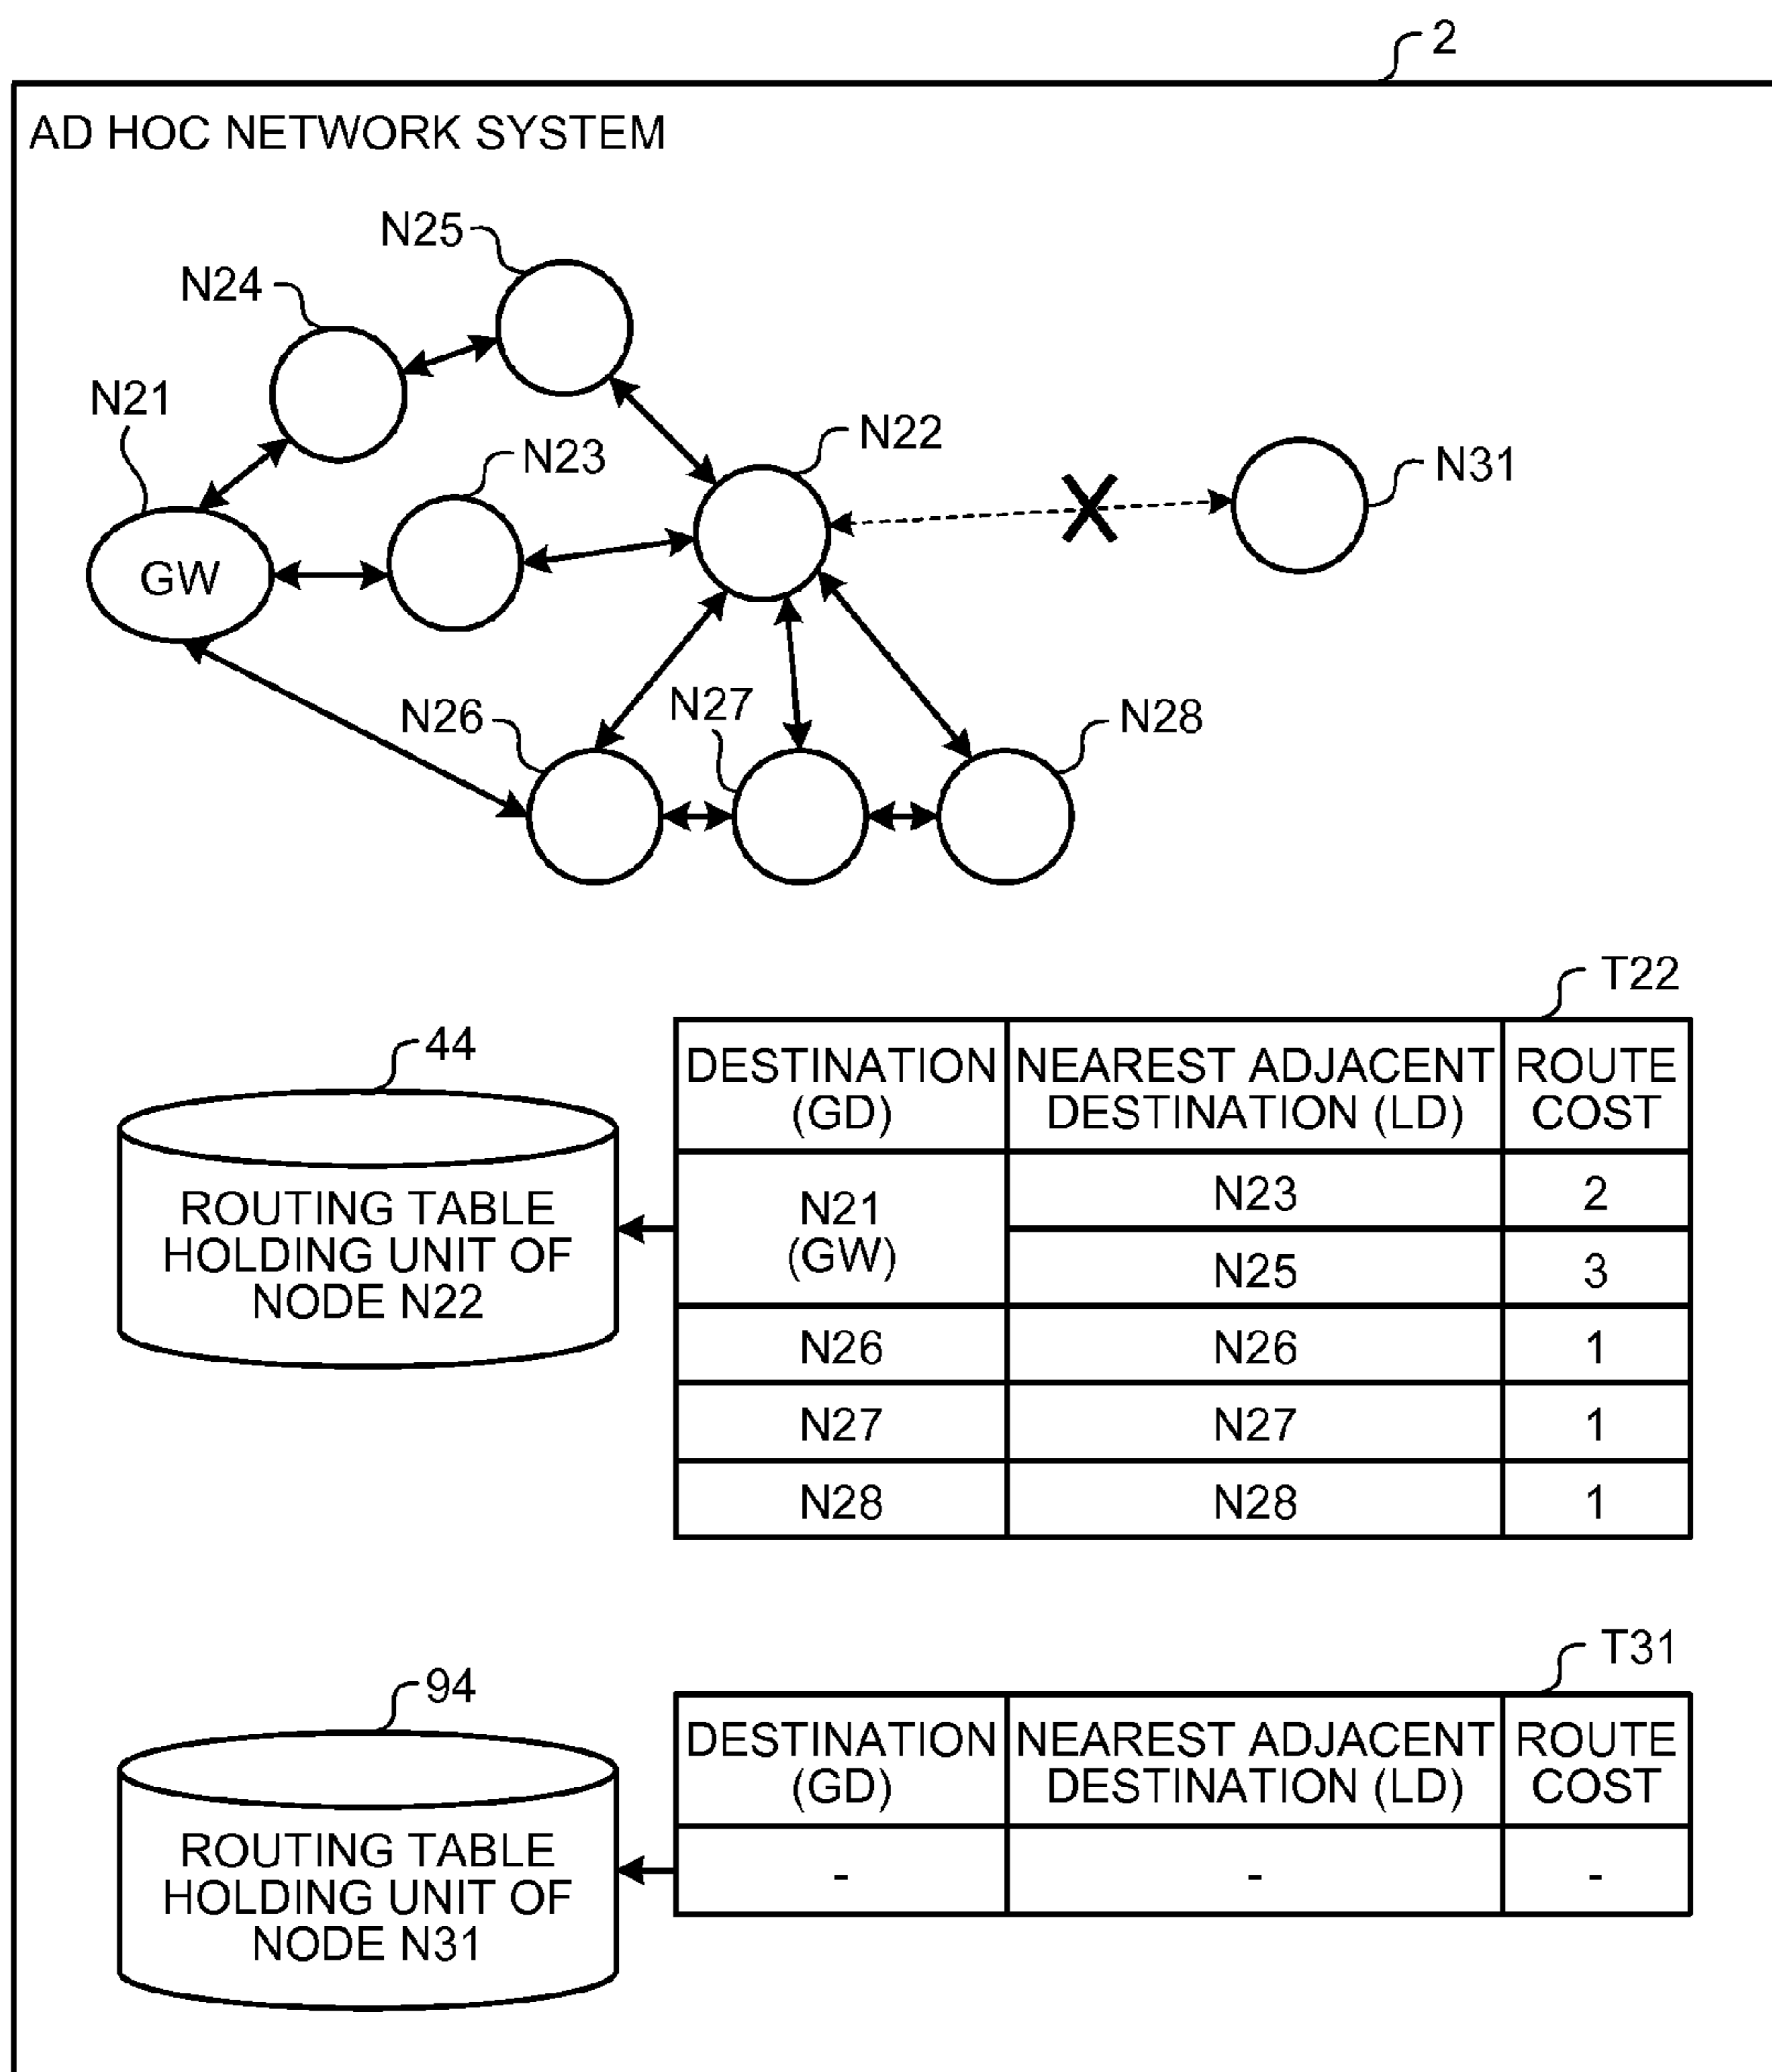 2
AD HOC NETWORK SYSTEM
N25
N24
N21
N22
N23
N31
GW
N26
N27
N28
T22
44
DESTINATION (GD) NEAREST ADJACENT DESTINATION (LD) ROUTE COST
N21 (GW) N23 2
N25 3
N26 N26 1
N27 N27 1
N28 N28 1
ROUTING TABLE
HOLDING UNIT OF
NODE N22
T31
94
DESTINATION (GD) NEAREST ADJACENT DESTINATION (LD) ROUTE COST
- - -
ROUTING TABLE
HOLDING UNIT OF
NODE N31